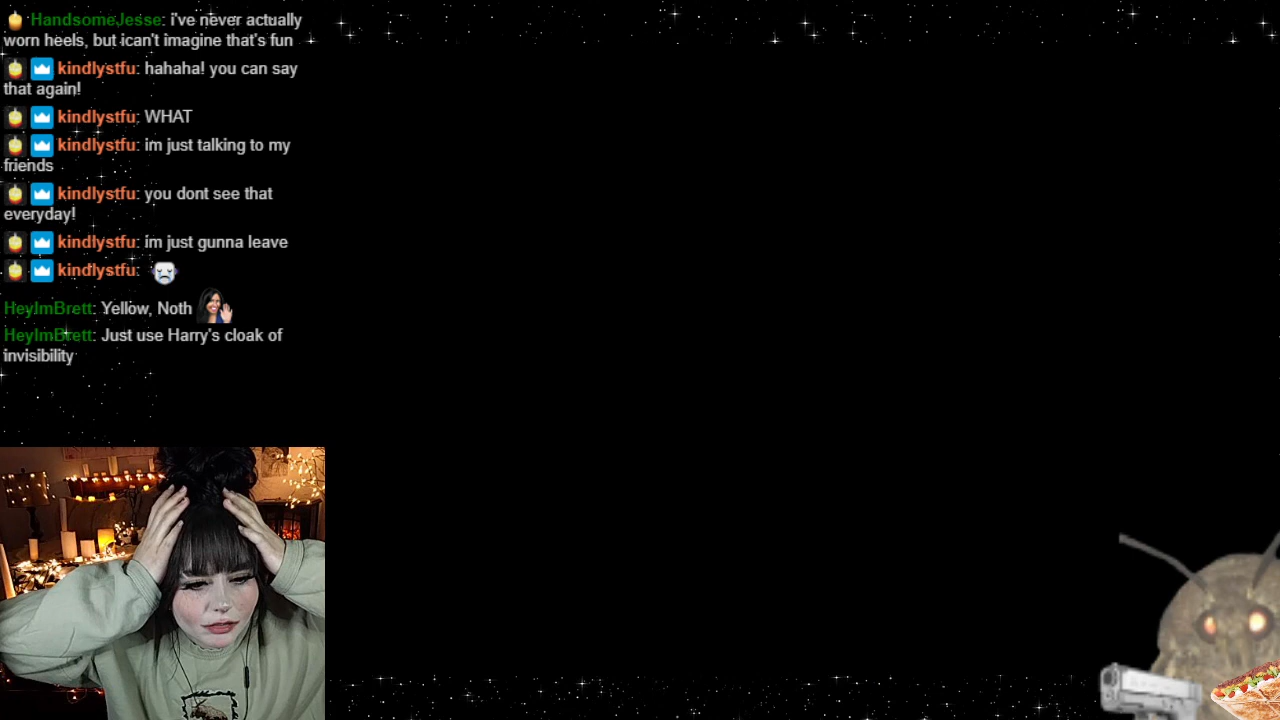 HandsomeJesse: i've never actually
worn heels, but ican't imagine that's fun
kindlystfu: hahaha! you can say
that again!
kindlystfu: WHAT
kindlystfu: im just talking to my
friends
kindlystfu: you dont see that
everyday!
kindlystfu: im just gunna leave
kindlystfu:
HeyImBrett: Yellow, Noth
HeyImBrett: Just use Harry's cloak of
invisibility